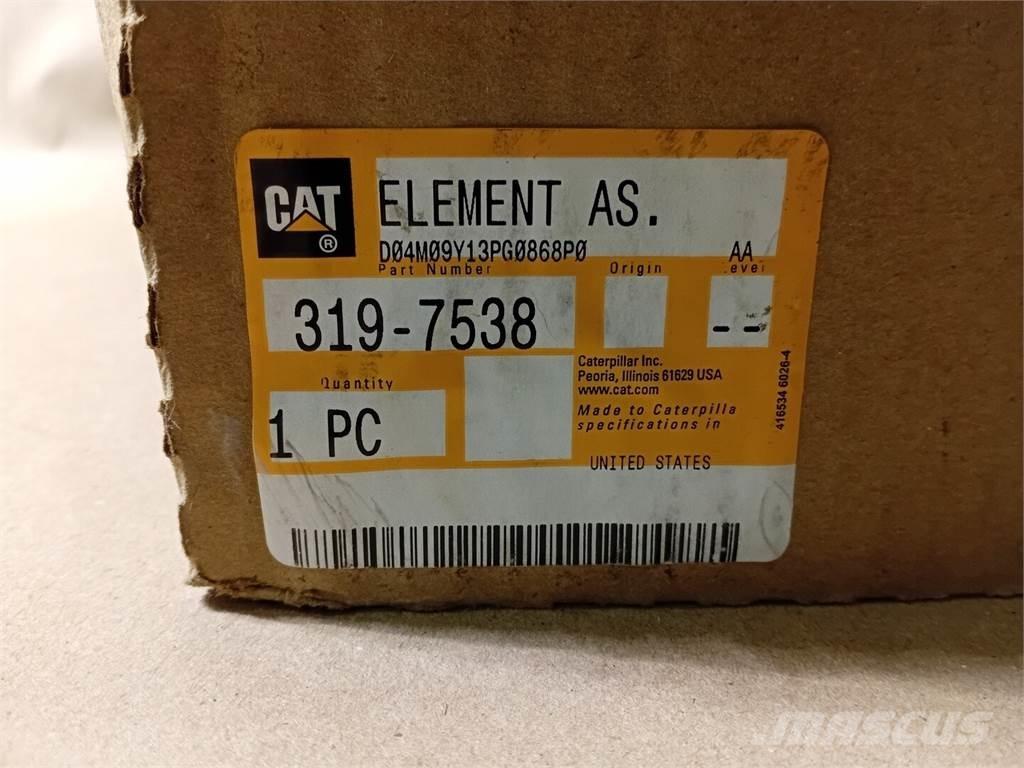 CAT
®
ELEMENT AS.
D04M09Y13PG0868P0 AA
Part Number Origin evel
319-7538 --
Quantity
1 PC
Caterpillar Inc.
Peoria, Illinois 61629 USA
www.cat.com
Made to Caterpilla
specifications in
UNITED STATES
416534 6026-4
MASCUS